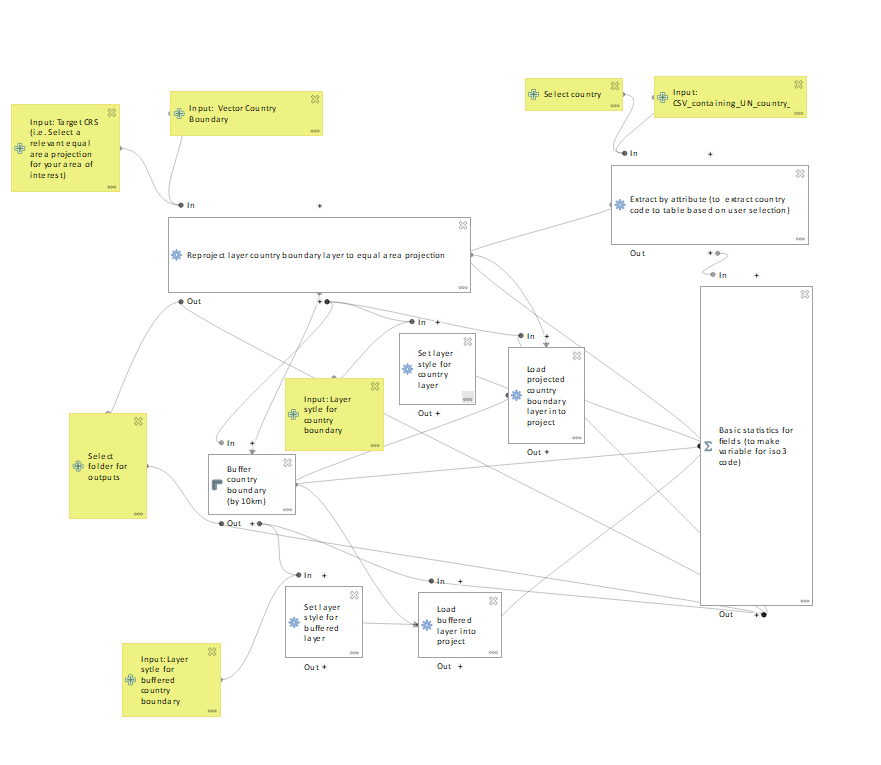 Select country
Input:
CSV_containing_UN_country_
Input: Vector Country
Boundary
Input: Target CRS
(i.e. Select a
relevant equal
area projection
for your area of
interest)
In
+
In
+
Extract by attribute (to extract country
code to table based on user selection)
Reproject layer country boundary layer to equal area projection
Out
+
In
+
Out
+
In +
In +
Set layer
style for
country
layer
Load
projected
country
boundary
layer into
project
Input: Layer
sytle for
country
boundary
Out +
Basic statistics for
fields (to make
variable for iso3
code)
In +
Out +
Select
folder for
outputs
Buffer
country
boundary
(by 10km)
Out +
In +
In +
Set layer
style for
buffered
layer
Load
buffered
layer into
project
Out +
Out +
Out +
Input: Layer
sytle for
buffered
country
boundary